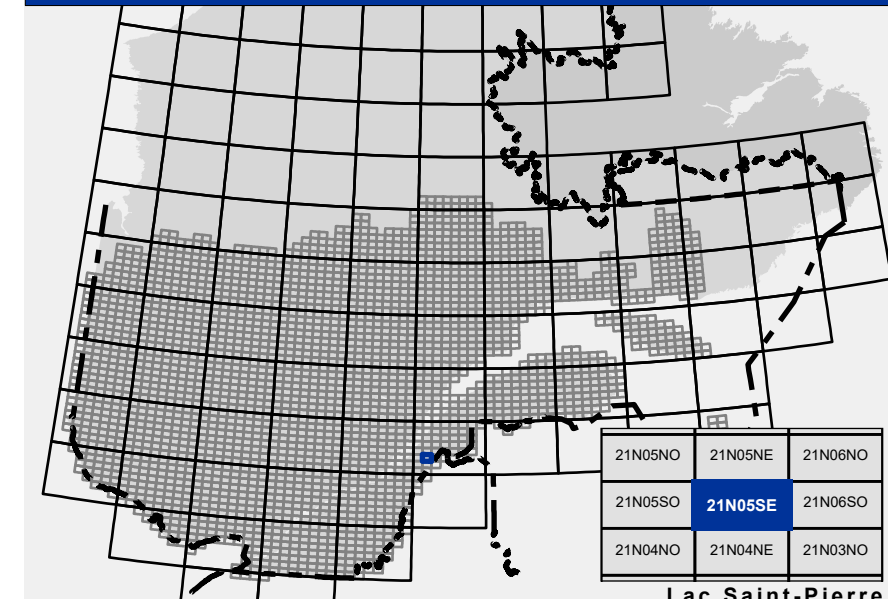 21N05NO 21N05NE 21N06NO
21N05SO 21N05SE 21N06SO
21N04NO 21N04NE 21N03NO
Lac Saint-Pierre